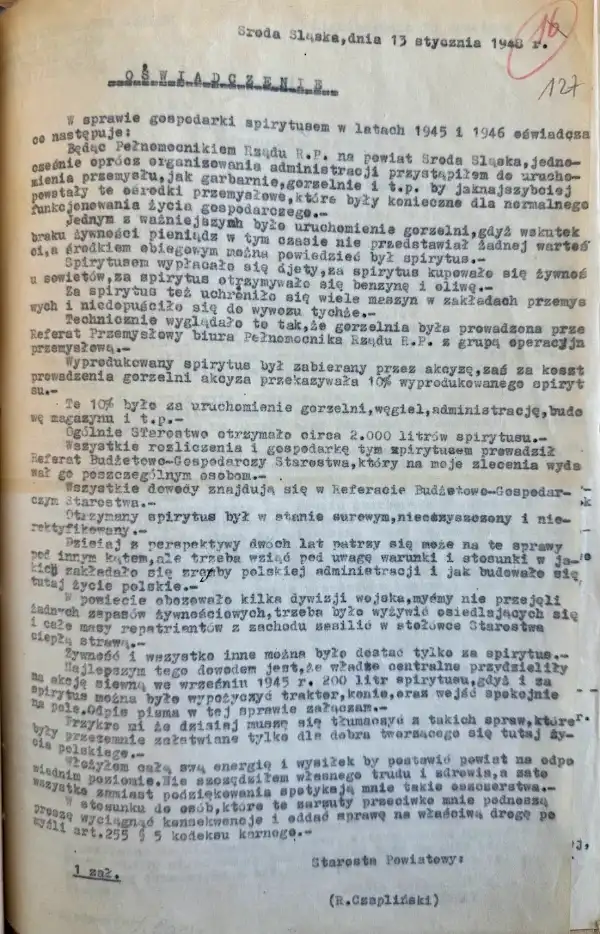 Sroda Slaska,dnia 13 stycznia 1948 r.
16
127
O Ś W I A D C Z E N I E
W sprawie gospodarki spirytusem w latach 1945 i 1946 oświadcza
co następuje:
Będąc Pełnomocnikiem Rządu R.P. na powiat Sroda Sląska,jedno-
cześnie oprócz organizowania administracji przystąpiłem do urucho-
mienia przemysłu,jak garbarnie,gorzelnie i t.p. by jaknajszybciej
powstały te ośrodki przemysłowe,które były konieczne dla normalnego
funkcjonowania życia gospodarczego.-
Jednym z ważniejszymh było uruchomienie gorzelni,gdyż wskutek
braku żywności pieniądz w tym czasie nie przedstawiał żadnej wartoś
ci,a środkiem obiegowym można powiedzieć był spirytus.-
Spirytusem wypłacało się djety,za spirytus kupowało się żywnoś
u sowietów,za spirytus otrzymywało się benzynę i oliwę.-
Za spirytus też uchroniło się wiele maszyn w zakładach przemys
wych i niedopuściło się do wywozu tychże.-
Technicznie wyglądało to tak,że gorzelnia była prowadzona prze
Referat Przemysłowy biura Pełnomocnika Rządu R.P. z grupą operacyjn
przemysłową.-
Wyprodukowany spirytus był zabierany przez akcyzę,zaś za koszt
prowadzenia gorzelni akcyza przekazywała 10% wyprodukowanego spiryt
su.-
Te 10% było za uruchomienie gorzelni,węgiel,administrację,budo
wę magazynu i t.p.-
Ogólnie STarostwo otrzymało circa 2.000 litrów spirytusu.-
Wszystkie rozliczenia i gospodarkę tym spirytusem prowadził
Referat Budżetowo-Gospodarczy Starostwa,który na moje zlecenia wyda
wał go poszczególnym osobom.-
Wszystkie dowody znajdują się w Referacie Budżetowo-Gospodar-
czym Starostwa.-
Otrzymany spirytus był w stanie surowym,nieoczyszczony i nie-
rektyfikowany.-
Dzisiaj z perspektywy dwóch lat patrzy się może na te sprawy
pod innym kątem,ale trzeba wziąć pod uwagę warunki i stosunki w ja-
kich zakładało się zręby polskiej administracji i jak budowało się
tutaj życie polskie.-
W powiecie obozowało kilka dywizji wojska,myśmy nie przejęli
żadnych zapasów żywnościowych,trzeba było wyżywić osiedlających się
i całe masy repatriantów z zachodu zasilić w stołówce Starostwa
ciepłą strawą.-
Żywność i wszystko inne można było dostać tylko za spirytus.-
Najlepszym tego dowodem jest,że władze centralne przydzieliły
na akcję siewną we wrześniu 1945 r. 200 litr spirytusu,gdyż i za
spirytus można było wypożyczyć traktor,konie,oraz wejść spokojnie
na pole.Odpis pisma w tej sprawie załączam.-
Przykro mi że dzisiaj muszę się tłumaczyć z takich spraw,które
były przezemnie załatwiane tylko dla dobra tworzącego się tutaj ży-
cia polskiego.-
Włożyłem całą swą energię i wysiłek by postawić powiat na odpo
wiednim poziomie.Nie szczędziłem własnego trudu i zdrowia,a zato
wszystko zamiast podziękowania spotykają mnie takie oszczerstwa.-
W stosunku do osób,które te zarzuty przeciwko mnie podnoszą
proszę wyciągnąć konsekwencje i oddać sprawę na właściwą drogę po
myśli art.255 § 5 kodeksu karnego.-
Starosta Powiatowy:
1 zał.
(R.Czapliński)